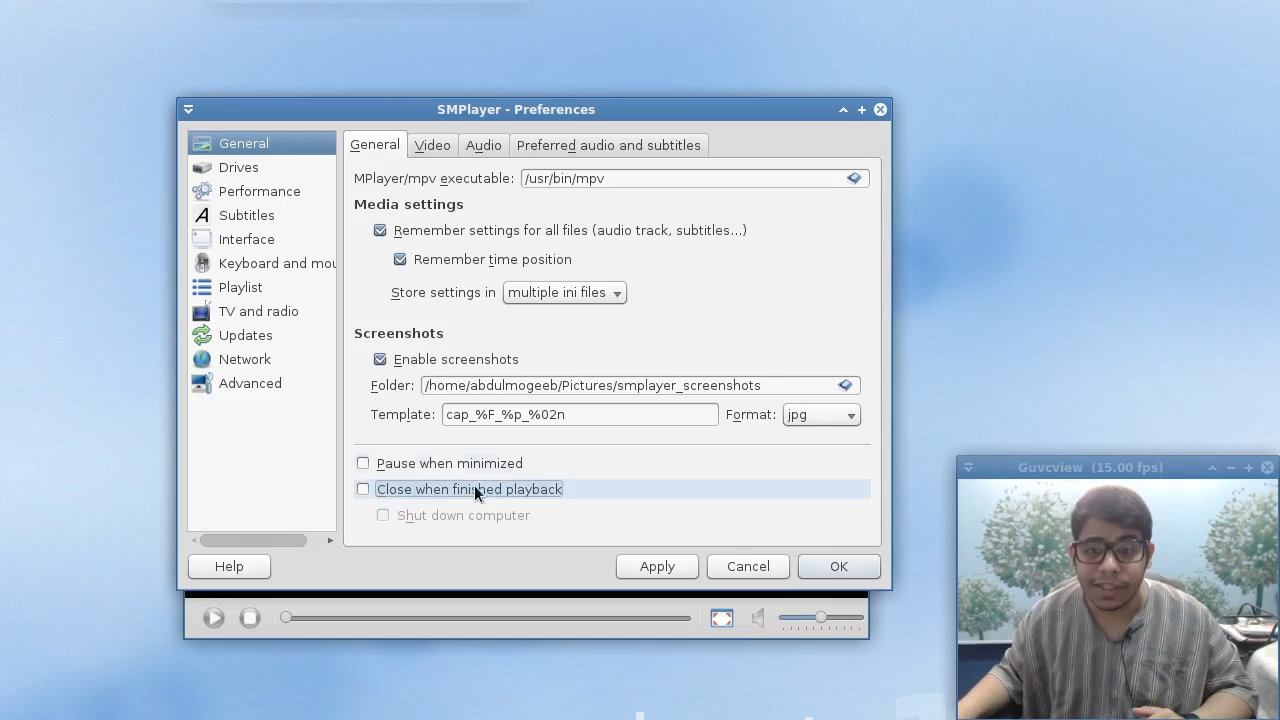 SMPlayer - Preferences
General
Drives
Performance
Subtitles
Interface
Keyboard and mou
Playlist
TV and radio
Updates
Network
Advanced
General Video Audio Preferred audio and subtitles
MPlayer/mpv executable: /usr/bin/mpv
Media settings
Remember settings for all files (audio track, subtitles...)
Remember time position
Store settings in multiple ini files
Screenshots
Enable screenshots
Folder: /home/abdulmogeeb/Pictures/smplayer_screenshots
Template: cap_%F_%p_%02n Format: jpg
Pause when minimized
Close when finished playback
Shut down computer
Help Apply Cancel OK
Guvcview (15.00 fps)